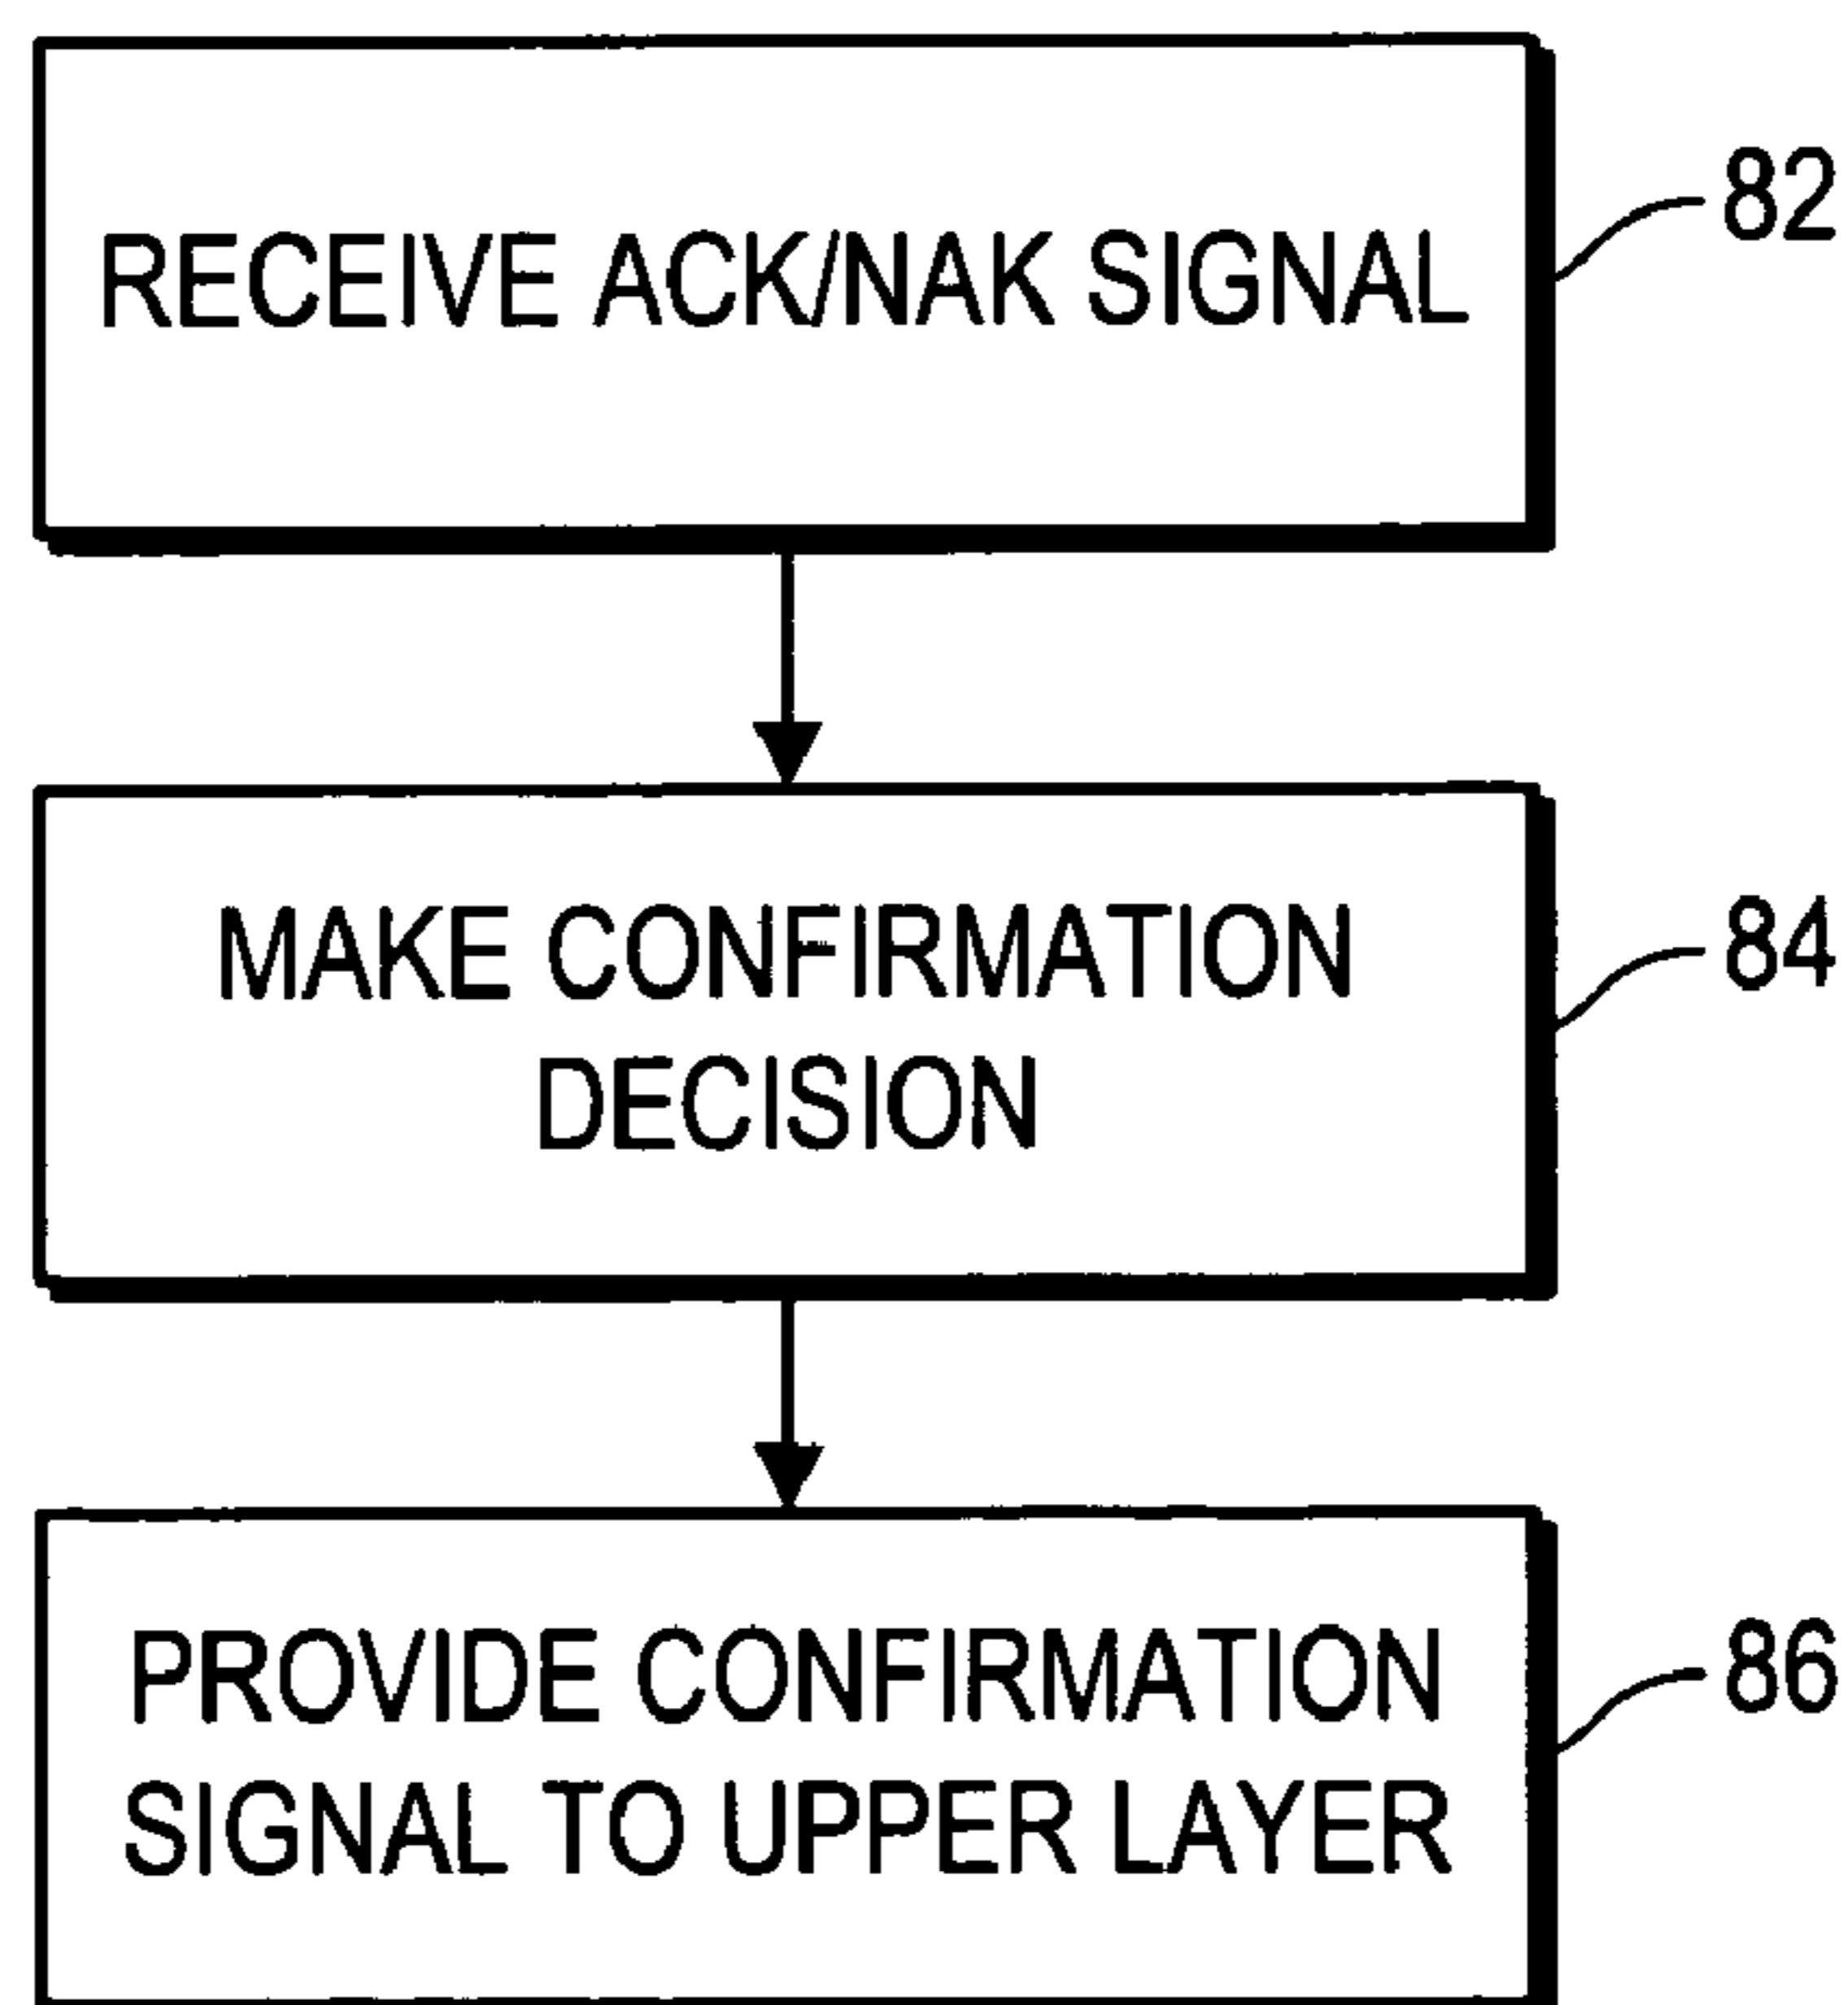 RECEIVE ACK/NAK SIGNAL
82
MAKE CONFIRMATION
DECISION
84
PROVIDE CONFIRMATION
SIGNAL TO UPPER LAYER
86